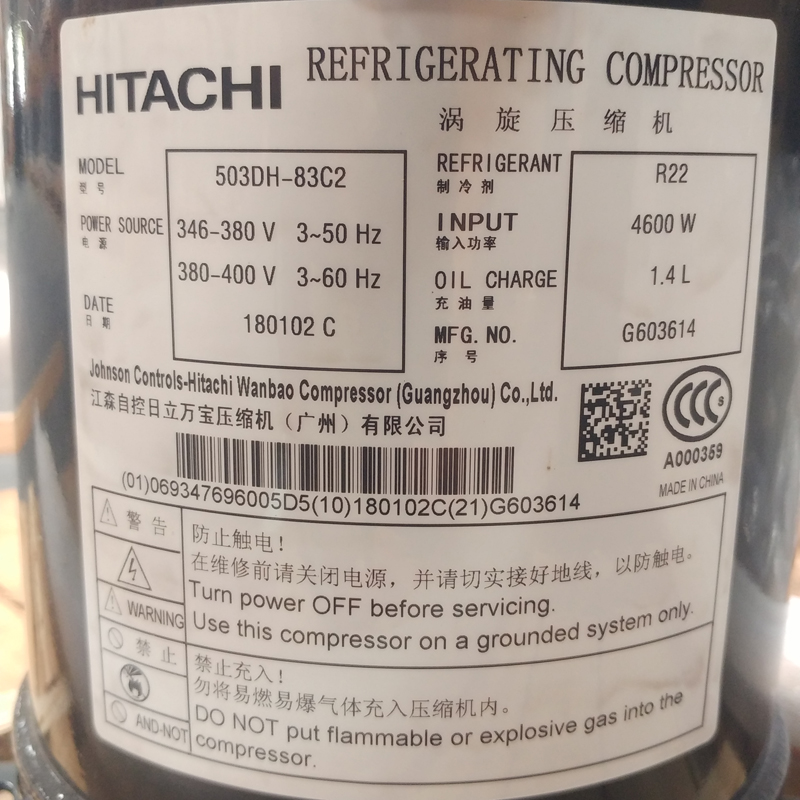 HITACHI REFRIGERATING COMPRESSOR
涡旋压缩机
MODEL 503DH-83C2
型号
POWER SOURCE 346-380 V 3~50 Hz
电源
380-400 V 3~60 Hz
DATE 180102 C
日期
REFRIGERANT R22
制冷剂
INPUT 4600 W
输入功率
OIL CHARGE 1.4 L
充油量
MFG. NO. G603614
序号
Johnson Controls-Hitachi Wanbao Compressor (Guangzhou) Co.,Ltd.
江森自控日立万宝压缩机（广州）有限公司
CCC S
A000359
MADE IN CHINA
(01)069347696005D5(10)180102C(21)G603614
警告
防止触电！
在维修前请关闭电源，并请切实接好地线，以防触电。
WARNING
Turn power OFF before servicing.
Use this compressor on a grounded system only.
禁止
禁止充入！
勿将易燃易爆气体充入压缩机内。
AND-NOT
DO NOT put flammable or explosive gas into the
compressor.